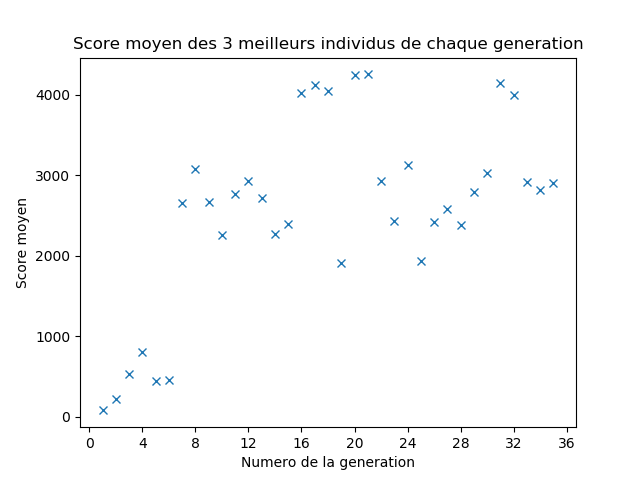 Score moyen des 3 meilleurs individus de chaque generation
4000
3000
2000
1000
0
Score moyen
0 4 8 12 16 20 24 28 32 36
Numero de la generation